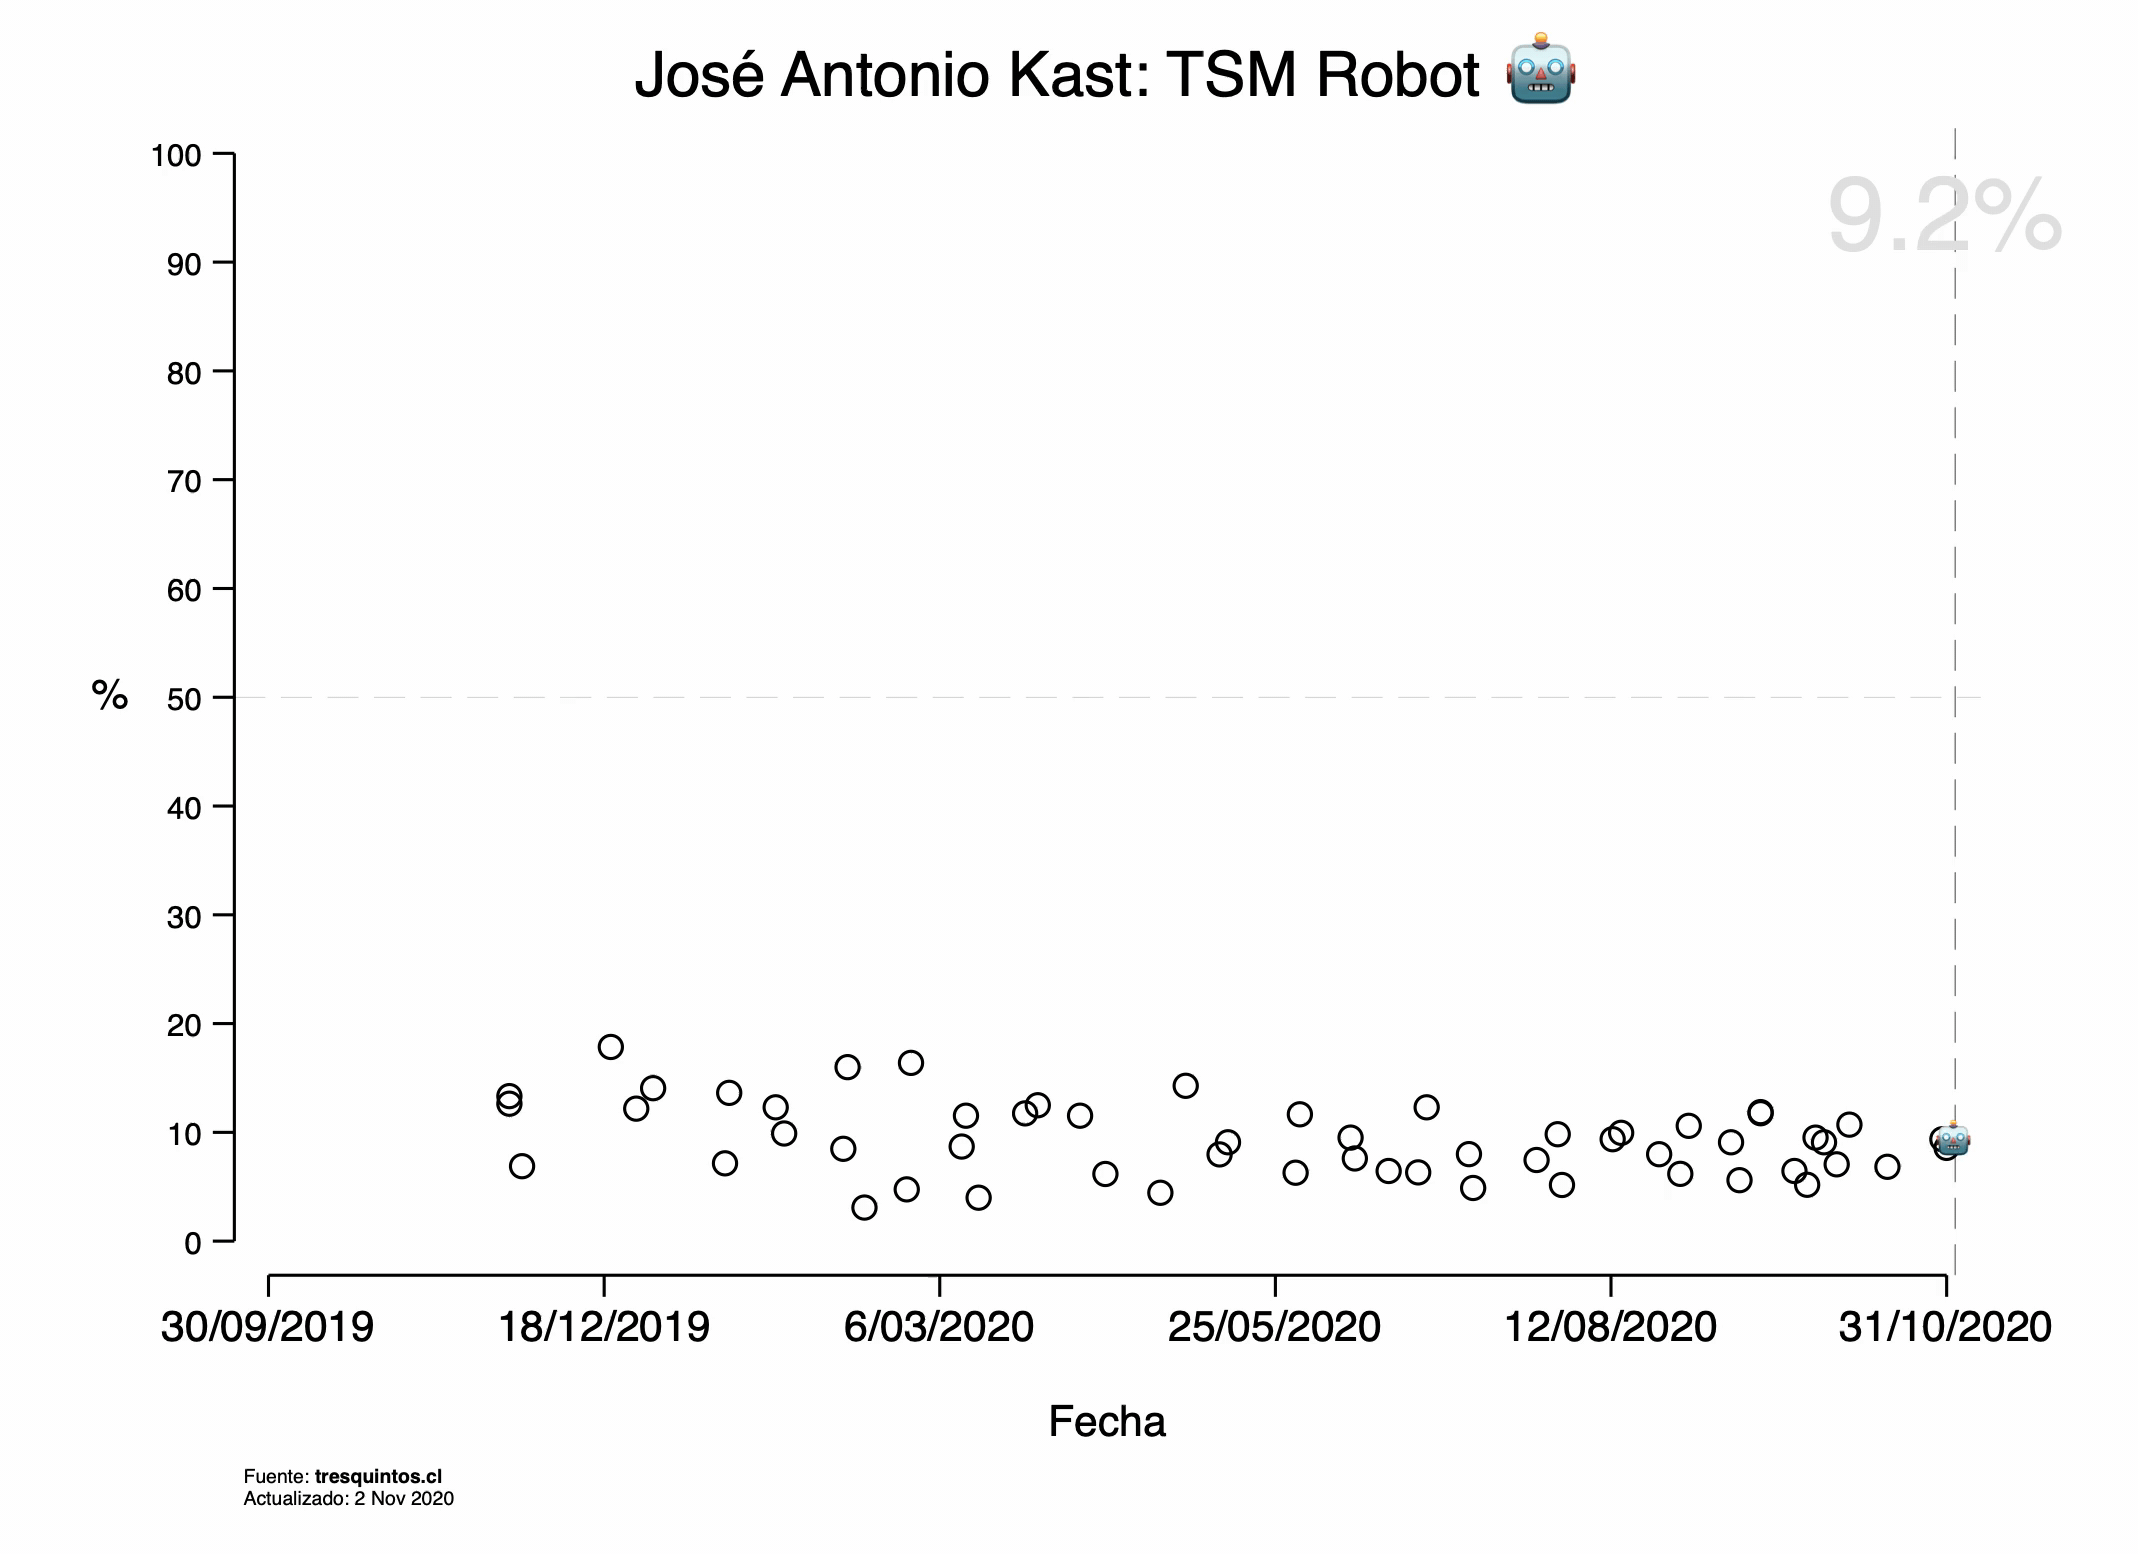 José Antonio Kast: TSM Robot
9.2%
100
90
80
70
60
50
40
30
20
10
0
%
30/09/2019 18/12/2019 6/03/2020 25/05/2020 12/08/2020 31/10/2020
Fecha
Fuente: tresquintos.cl
Actualizado: 2 Nov 2020